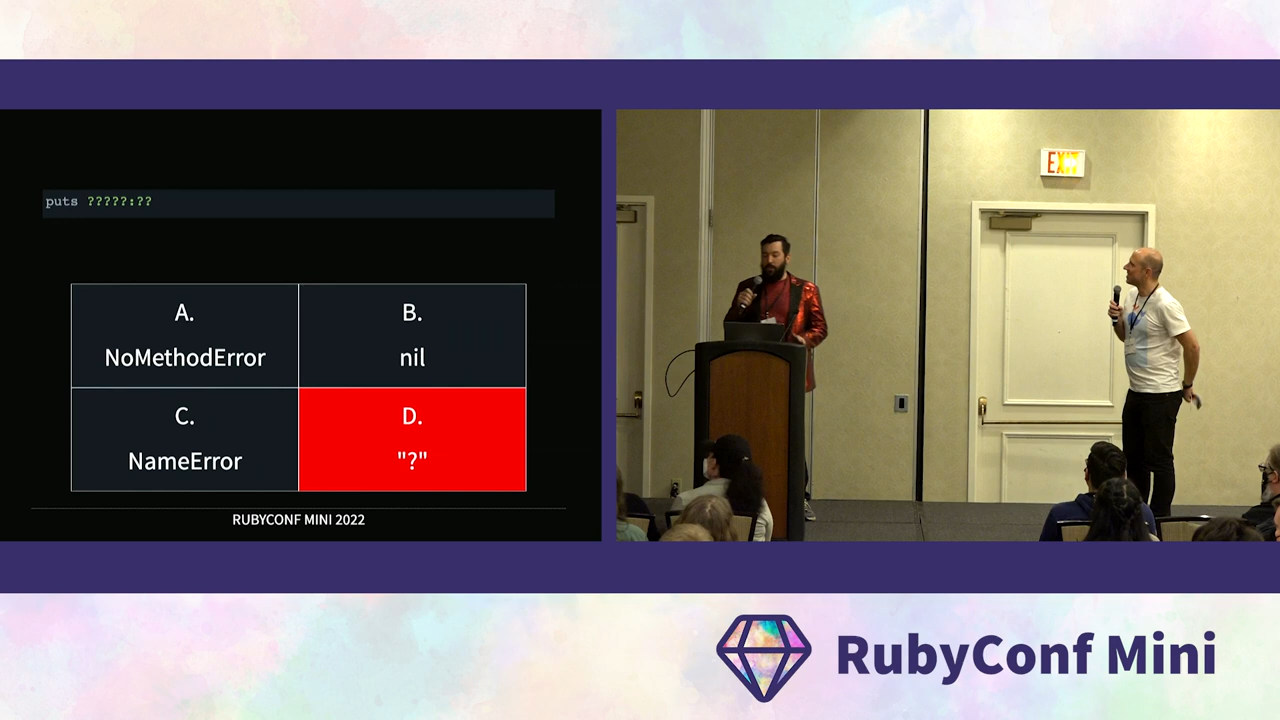 puts ?????:??
A.
NoMethodError
B.
nil
C.
NameError
D.
"?"
RUBYCONF MINI 2022
EXIT
RubyConf Mini